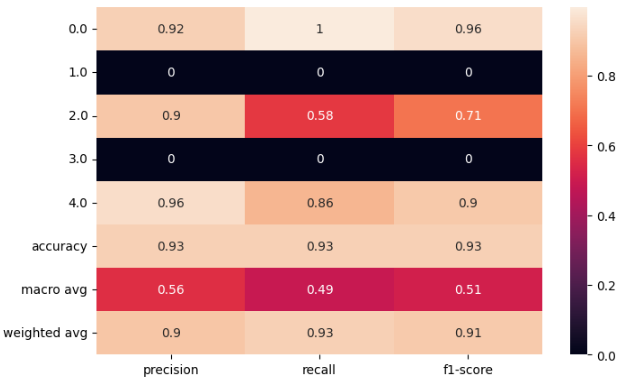 0.0 0.92 1 0.96
1.0 0 0 0
2.0 0.9 0.58 0.71
3.0 0 0 0
4.0 0.96 0.86 0.9
accuracy 0.93 0.93 0.93
macro avg 0.56 0.49 0.51
weighted avg 0.9 0.93 0.91
precision recall f1-score
0.8
0.6
0.4
0.2
0.0